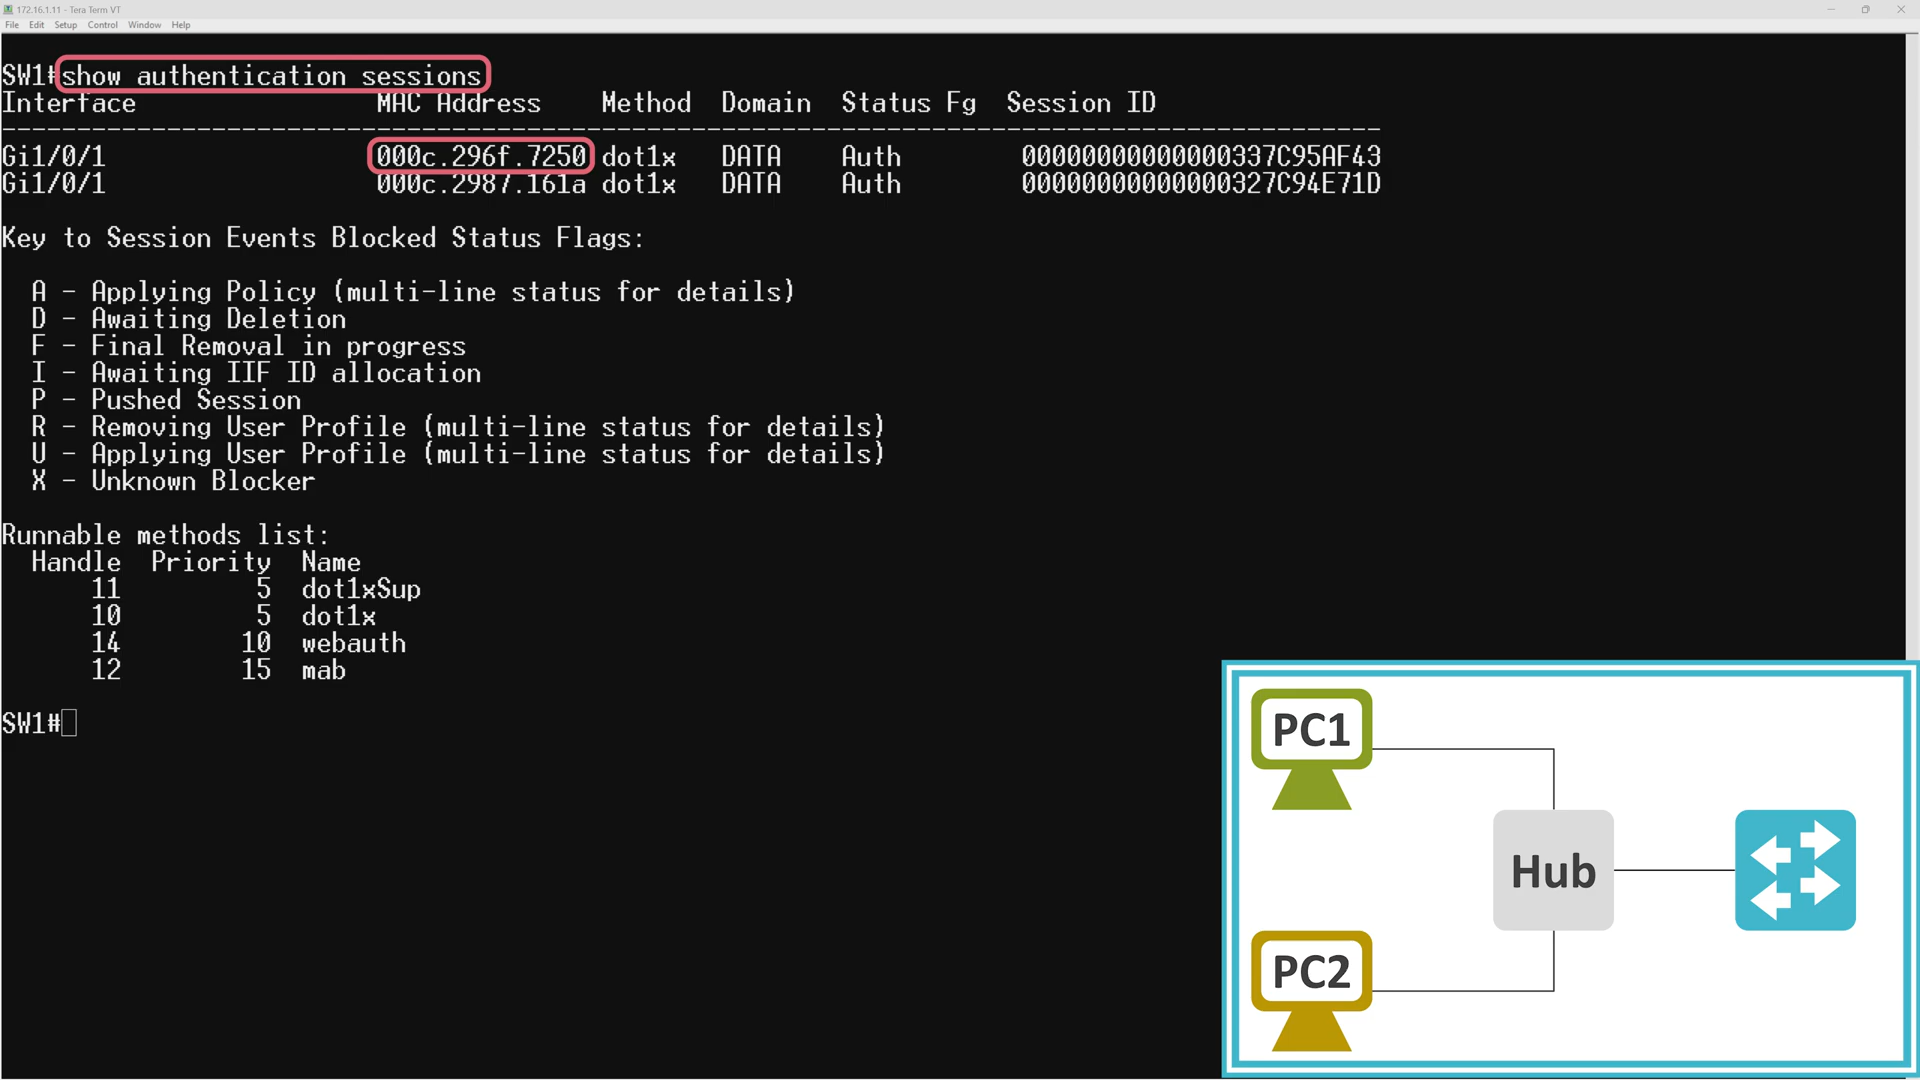 172.16.1.11 - Tera Term VT
File Edit Setup Control Window Help
SW1#show authentication sessions
Interface MAC Address Method Domain Status Fg Session ID
--------------------------------------------------------------------------------------------
Gi1/0/1 000c.296f.7250 dot1x DATA Auth 00000000000000337C95AF43
Gi1/0/1 000c.2987.161a dot1x DATA Auth 00000000000000327C94E71D
Key to Session Events Blocked Status Flags:
A - Applying Policy (multi-line status for details)
D - Awaiting Deletion
F - Final Removal in progress
I - Awaiting IIF ID allocation
P - Pushed Session
R - Removing User Profile (multi-line status for details)
U - Applying User Profile (multi-line status for details)
X - Unknown Blocker
Runnable methods list:
Handle Priority Name
11 5 dot1xSup
10 5 dot1x
14 10 webauth
12 15 mab
SW1#
PC1
Hub
PC2